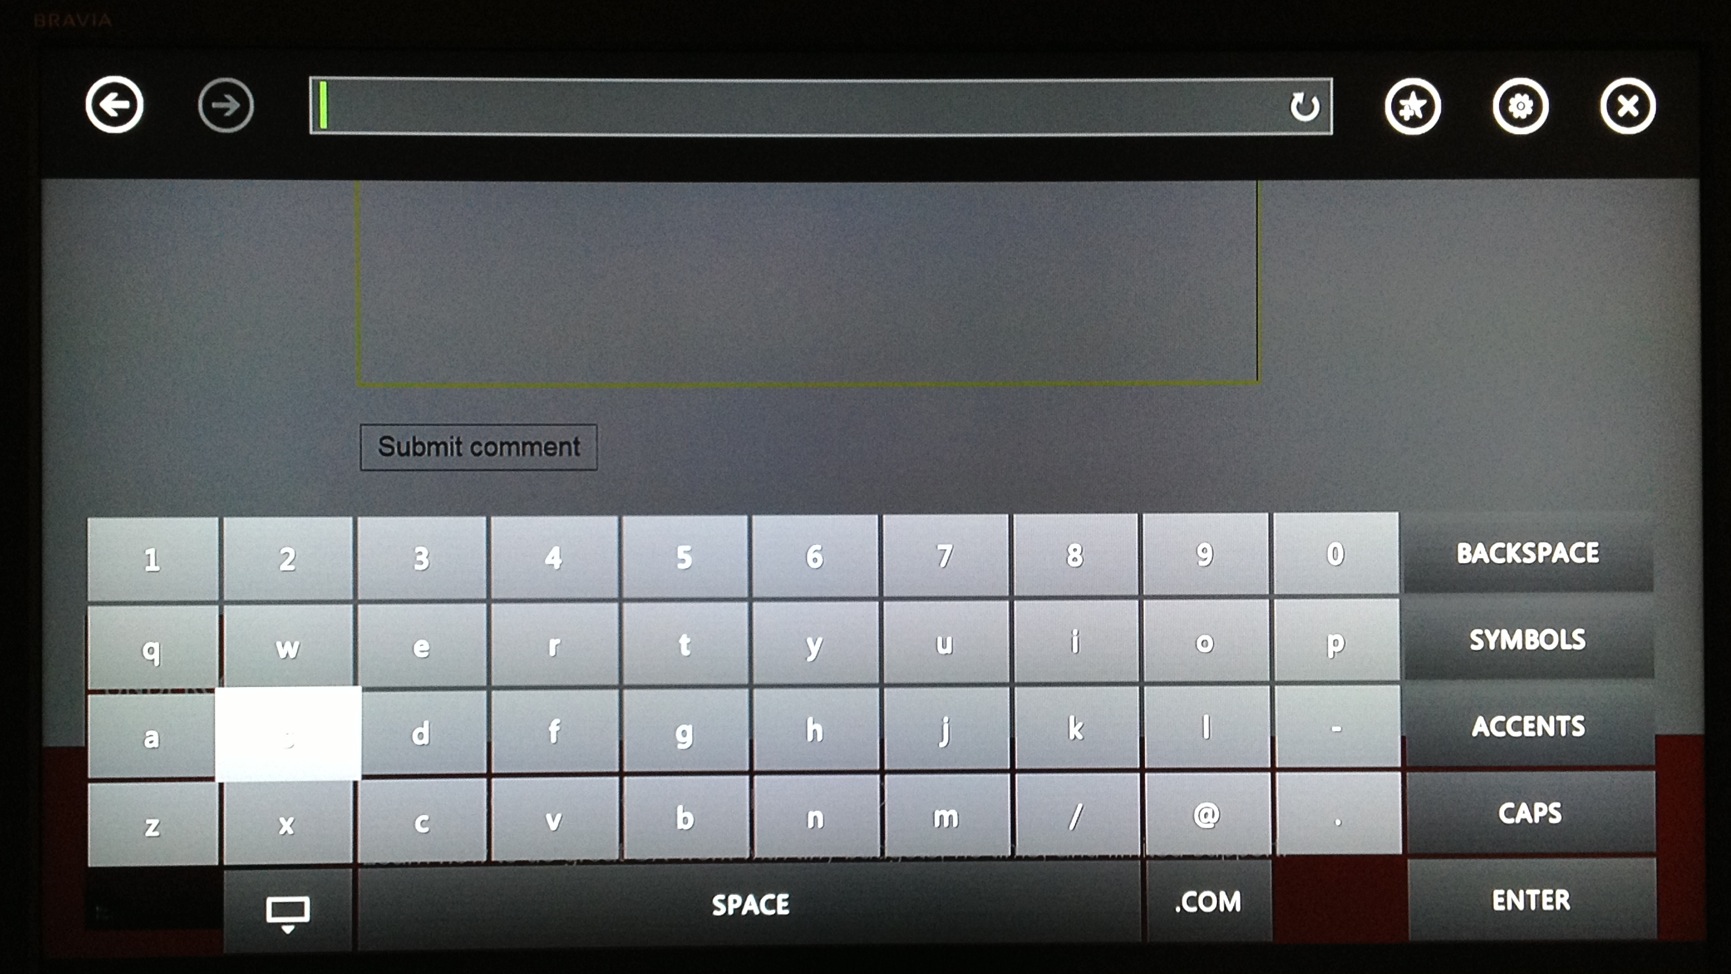 BRAVIA
Submit comment
1 2 3 4 5 6 7 8 9 0 BACKSPACE
q w e r t y u i o p SYMBOLS
a d f g h j k l - ACCENTS
z x c v b n m / @ . CAPS
SPACE .COM ENTER